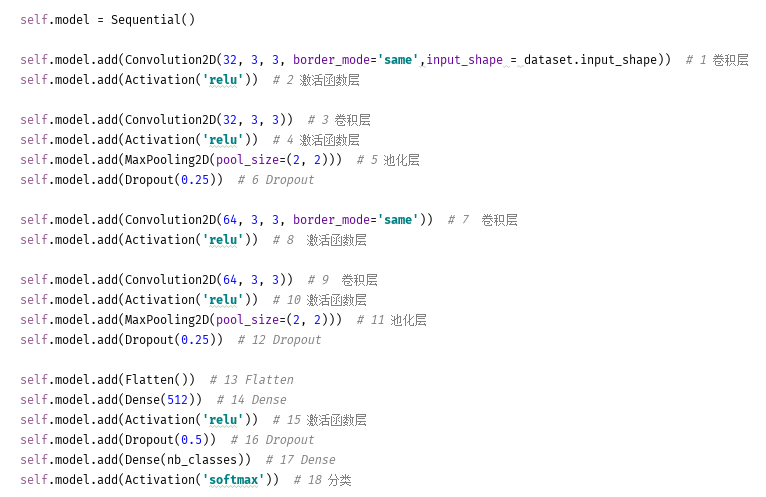 self.model = Sequential()
self.model.add(Convolution2D(32, 3, 3, border_mode='same',input_shape = dataset.input_shape))  # 1 卷积层
self.model.add(Activation('relu'))  # 2 激活函数层
self.model.add(Convolution2D(32, 3, 3))  # 3 卷积层
self.model.add(Activation('relu'))  # 4 激活函数层
self.model.add(MaxPooling2D(pool_size=(2, 2)))  # 5 池化层
self.model.add(Dropout(0.25))  # 6 Dropout
self.model.add(Convolution2D(64, 3, 3, border_mode='same'))  # 7  卷积层
self.model.add(Activation('relu'))  # 8  激活函数层
self.model.add(Convolution2D(64, 3, 3))  # 9  卷积层
self.model.add(Activation('relu'))  # 10 激活函数层
self.model.add(MaxPooling2D(pool_size=(2, 2)))  # 11 池化层
self.model.add(Dropout(0.25))  # 12 Dropout
self.model.add(Flatten())  # 13 Flatten
self.model.add(Dense(512))  # 14 Dense
self.model.add(Activation('relu'))  # 15 激活函数层
self.model.add(Dropout(0.5))  # 16 Dropout
self.model.add(Dense(nb_classes))  # 17 Dense
self.model.add(Activation('softmax'))  # 18 分类